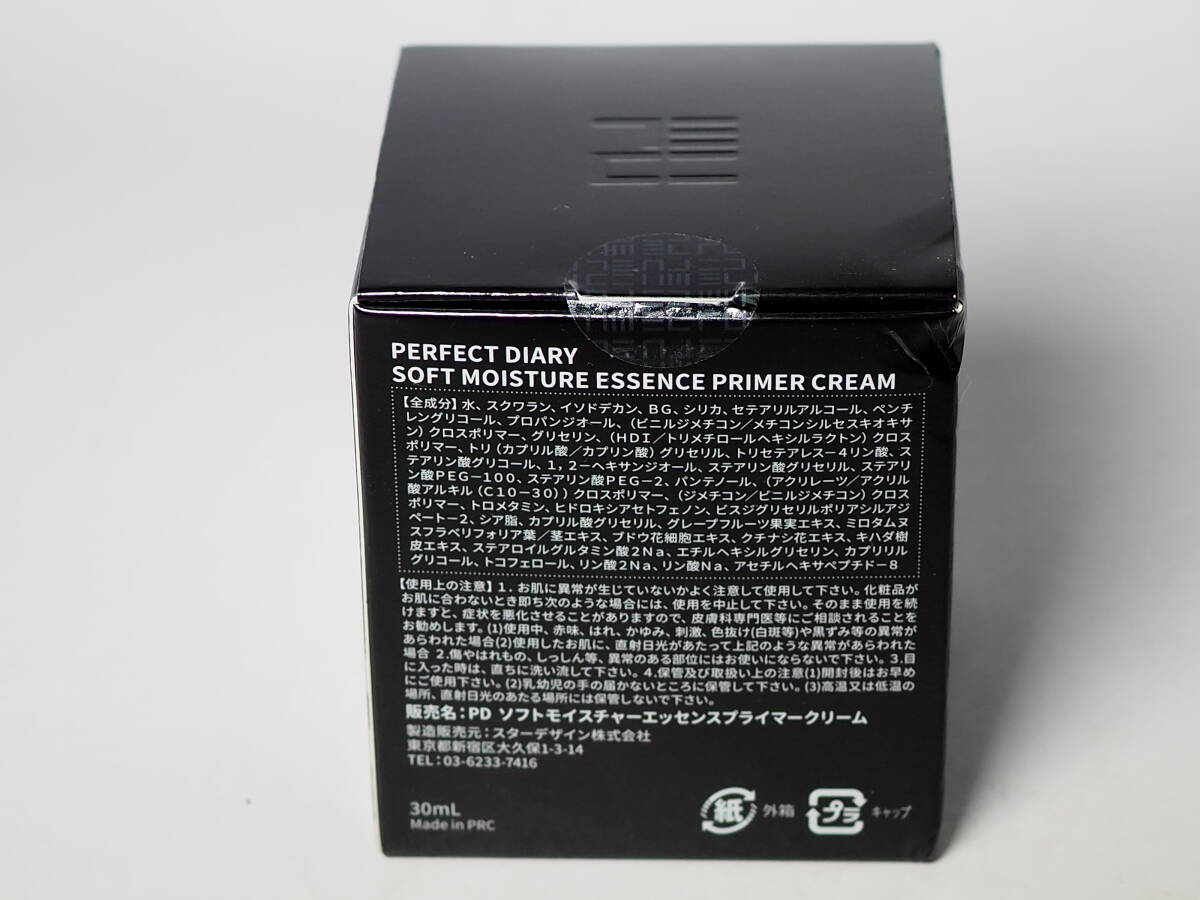 PERFECT DIARY
SOFT MOISTURE ESSENCE PRIMER CREAM
【全成分】水、スクワラン、イソドデカン、BG、シリカ、セテアリルアルコール、ペンチ
レングリコール、プロパンジオール、(ビニルジメチコン/メチコンシルセスキオキサ
ン)クロスポリマー、グリセリン、(HDI/トリメチロールヘキシルラクトン)クロス
ポリマー、トリ(カプリル酸/カプリン酸)グリセリル、トリセテアレス-4リン酸、ス
テアリン酸グリコール、1,2-ヘキサンジオール、ステアリン酸グリセリル、ステアリ
ン酸PEG-100、ステアリン酸PEG-2、パンテノール、(アクリレーツ/アクリル
酸アルキル(C10-30))クロスポリマー、(ジメチコン/ビニルジメチコン)クロス
ポリマー、トロメタミン、ヒドロキシアセトフェノン、ビスジグリセリルポリアシルアジ
ペート-2、シア脂、カプリル酸グリセリル、グレープフルーツ果実エキス、ミロタムヌ
スフラベリフォリア葉/茎エキス、ブドウ花細胞エキス、クチナシ花エキス、キハダ樹
皮エキス、ステアロイルグルタミン酸2Na、エチルヘキシルグリセリン、カプリリル
グリコール、トコフェロール、リン酸2Na、リン酸Na、アセチルヘキサペプチド-8
【使用上の注意】1.お肌に異常が生じていないかよく注意して使用して下さい。化粧品が
お肌に合わないとき即ち次のような場合には、使用を中止して下さい。そのまま使用を続
けますと、症状を悪化させることがありますので、皮膚科専門医等にご相談されることを
お勧めします。(1)使用中、赤味、はれ、かゆみ、刺激、色抜け(白斑等)や黒ずみ等の異常が
あらわれた場合(2)使用したお肌に、直射日光があたって上記のような異常があらわれた
場合 2.傷やはれもの、しっしん等、異常のある部位にはお使いにならないで下さい。3.目
に入った時は、直ちに洗い流して下さい。4.保管及び取扱い上の注意(1)開封後はお早め
にご使用下さい。(2)乳幼児の手の届かないところに保管して下さい。(3)高温又は低温の
場所、直射日光のあたる場所には保管しないで下さい。
販売名:PD ソフトモイスチャーエッセンスプライマークリーム
製造販売元:スターデザイン株式会社
東京都新宿区大久保1-3-14
TEL:03-6233-7416
30mL
Made in PRC
紙 外箱 プラ キャップ